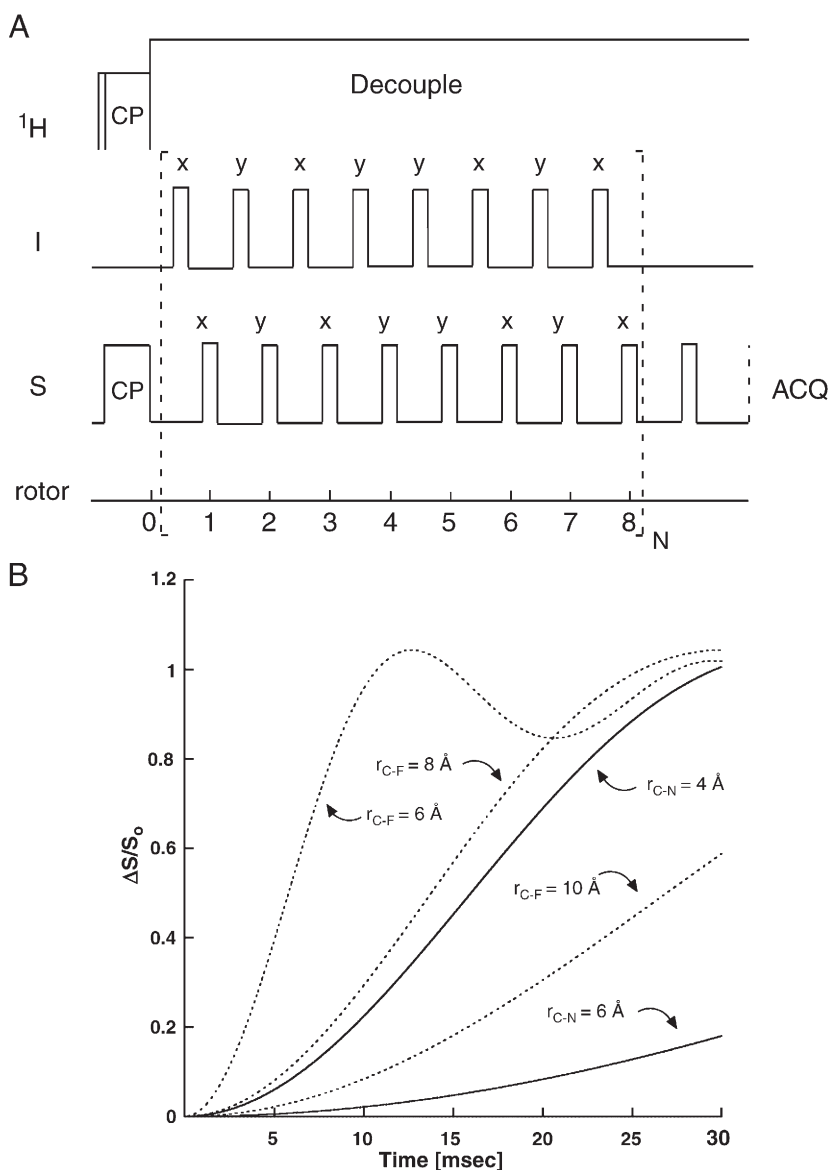 A
CP
Decouple
¹H
x y x y y x y x
I
x y x y y x y x
S
CP
ACQ
rotor
0 1 2 3 4 5 6 7 8
N
B
1.2
1
0.8
0.6
0.4
0.2
0
ΔS/S₀
r_C-F = 8 Å
r_C-F = 6 Å
r_C-N = 4 Å
r_C-F = 10 Å
r_C-N = 6 Å
5 10 15 20 25 30
Time [msec]